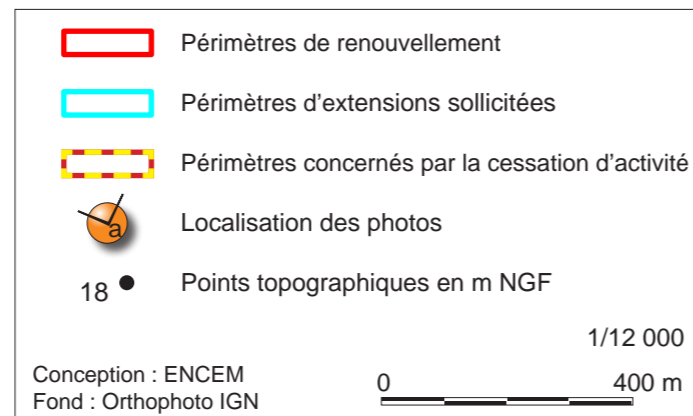 Périmètres de renouvellement
Périmètres d'extensions sollicitées
Périmètres concernés par la cessation d'activité
a
Localisation des photos
18
Points topographiques en m NGF
1/12 000
Conception : ENCEM
Fond : Orthophoto IGN
0 400 m